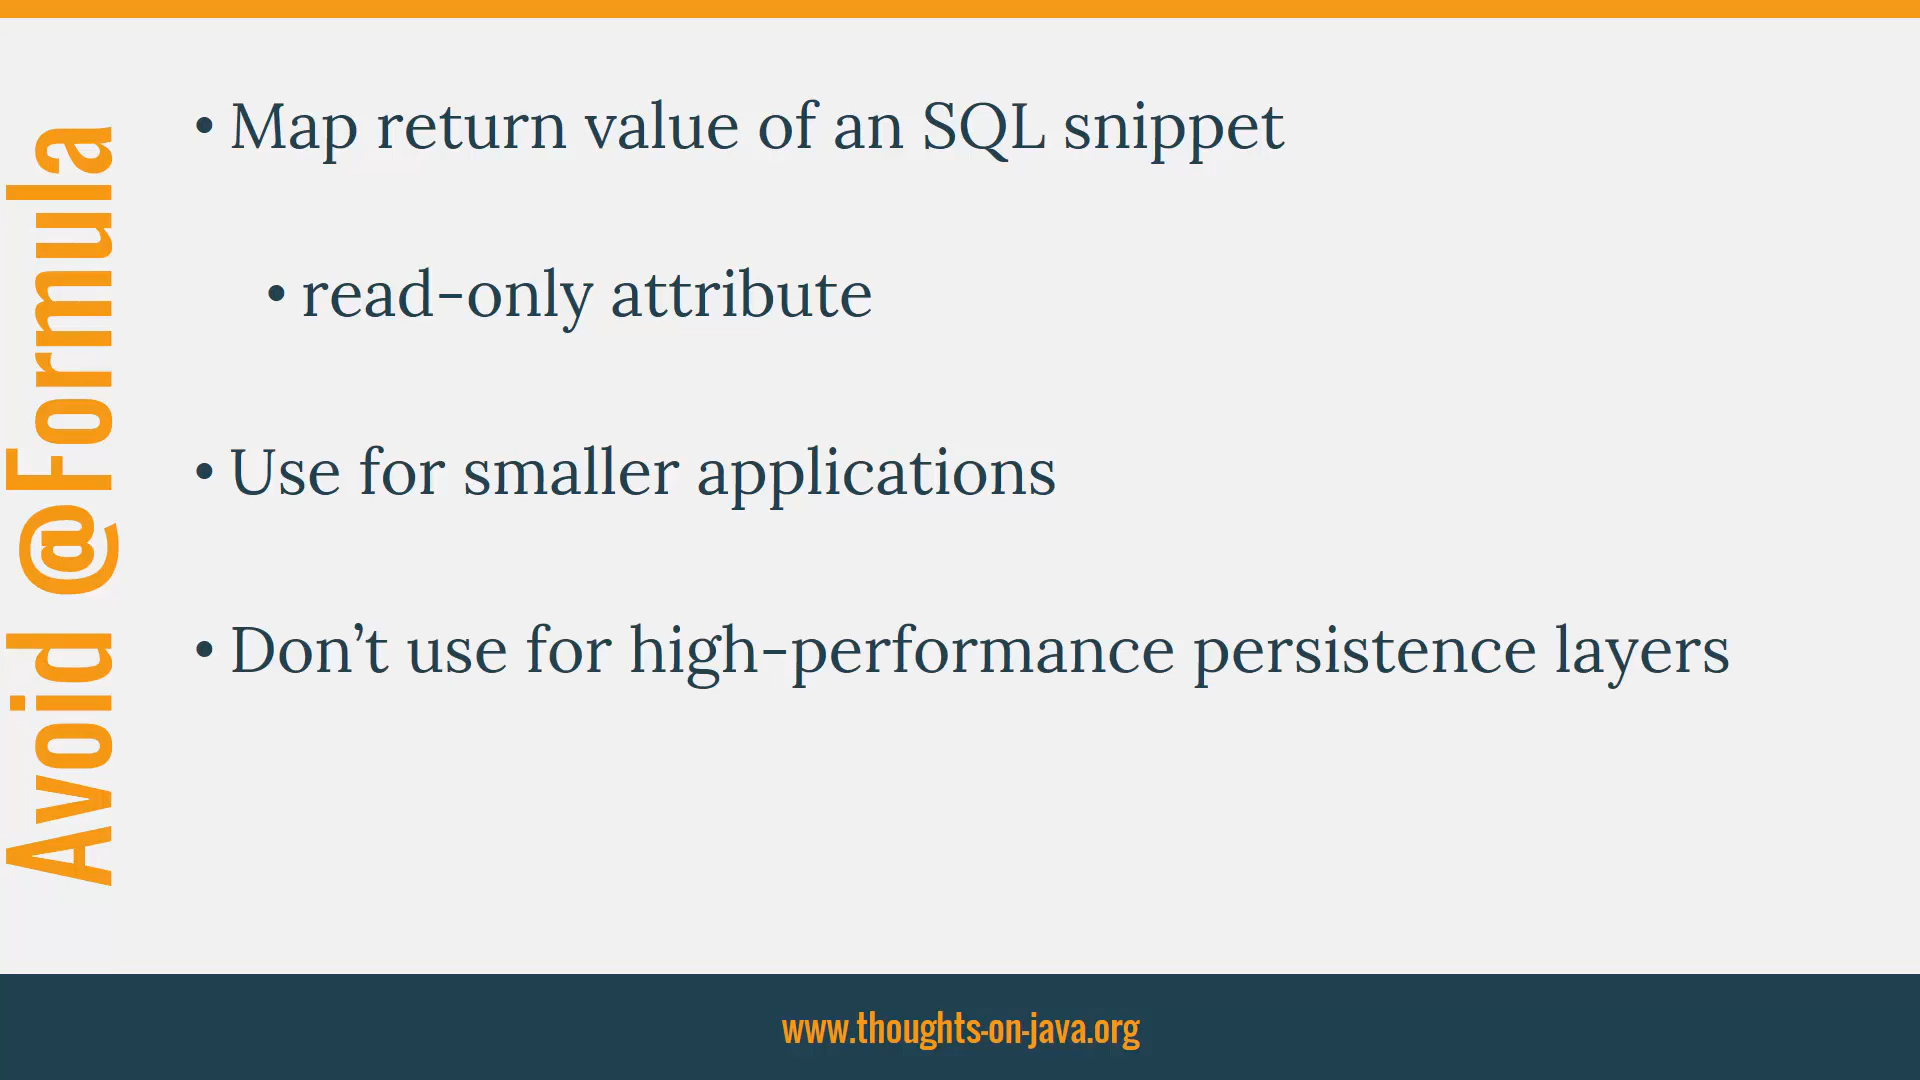 Avoid @Formula
• Map return value of an SQL snippet
• read-only attribute
• Use for smaller applications
• Don’t use for high-performance persistence layers
www.thoughts-on-java.org